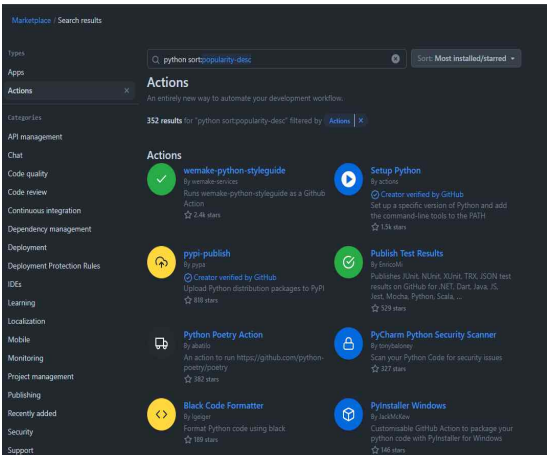 Marketplace / Search results
Types
Apps
Actions ×
Categories
API management
Chat
Code quality
Code review
Continuous integration
Dependency management
Deployment
Deployment Protection Rules
IDEs
Learning
Localization
Mobile
Monitoring
Project management
Publishing
Recently added
Security
Support
python sort:popularity-desc
Sort: Most installed/starred
Actions
An entirely new way to automate your development workflow.
352 results for "python sort:popularity-desc" filtered by Actions ×
Actions
wemake-python-styleguide
By wemake-services
Runs wemake-python-styleguide as a Github
Action
2.4k stars
Setup Python
By actions
Creator verified by GitHub
Set up a specific version of Python and add
the command-line tools to the PATH
1.5k stars
pypi-publish
By pypa
Creator verified by GitHub
Upload Python distribution packages to PyPI
818 stars
Publish Test Results
By EnricoMi
Publishes JUnit, NUnit, XUnit, TRX, JSON test
results on GitHub for .NET, Dart, Java, JS,
Jest, Mocha, Python, Scala, ...
529 stars
Python Poetry Action
By abatilo
An action to run https://github.com/python-
poetry/poetry
382 stars
PyCharm Python Security Scanner
By tonybaloney
Scan your Python Code for security issues
327 stars
Black Code Formatter
By lgeiger
Format Python code using black
189 stars
PyInstaller Windows
By JackMcKew
Customisable GitHub Action to package your
python code with PyInstaller for Windows
146 stars